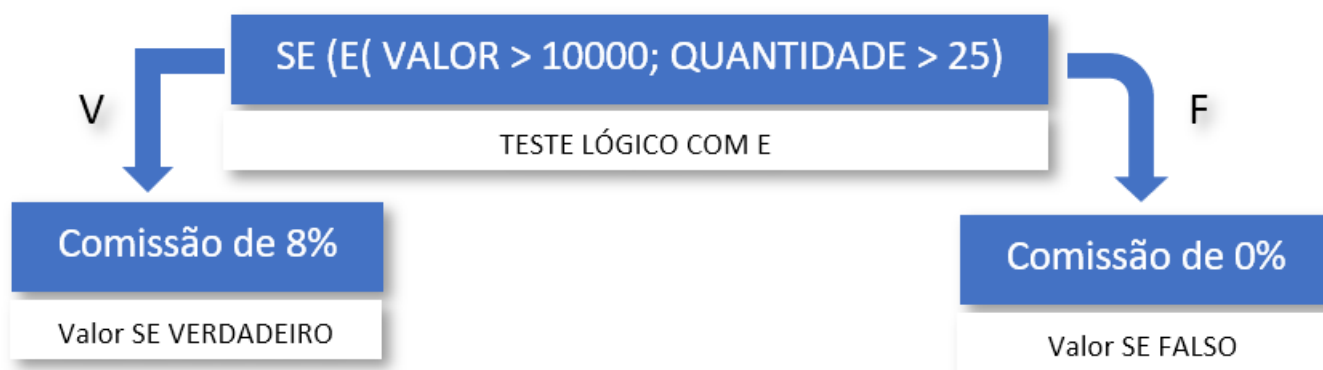 SE (E( VALOR > 10000; QUANTIDADE > 25)
V
F
TESTE LÓGICO COM E
Comissão de 8%
Comissão de 0%
Valor SE VERDADEIRO
Valor SE FALSO